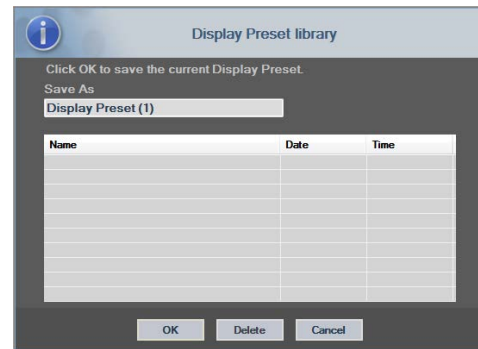 Display Preset library
Click OK to save the current Display Preset.
Save As
Display Preset (1)
Name Date Time
OK Delete Cancel